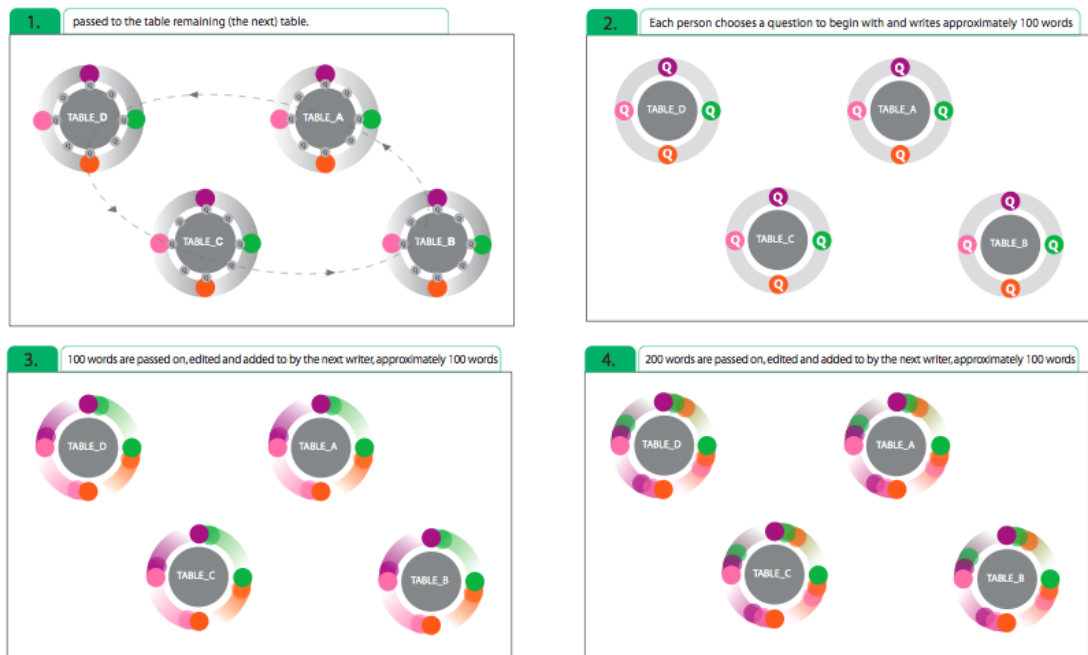 1.
passed to the table remaining (the next) table.
TABLE_D
Q
Q
Q
Q
Q
Q
Q
Q
TABLE_A
Q
Q
Q
Q
Q
Q
Q
Q
TABLE_C
Q
Q
Q
Q
Q
Q
Q
Q
TABLE_B
Q
Q
Q
Q
Q
Q
Q
Q
2.
Each person chooses a question to begin with and writes approximately 100 words
Q
Q
TABLE_D
Q
Q
Q
Q
TABLE_A
Q
Q
Q
Q
TABLE_C
Q
Q
Q
Q
TABLE_B
Q
Q
3.
100 words are passed on, edited and added to by the next writer, approximately 100 words
TABLE_D
TABLE_A
TABLE_C
TABLE_B
4.
200 words are passed on, edited and added to by the next writer, approximately 100 words
TABLE_D
TABLE_A
TABLE_C
TABLE_B